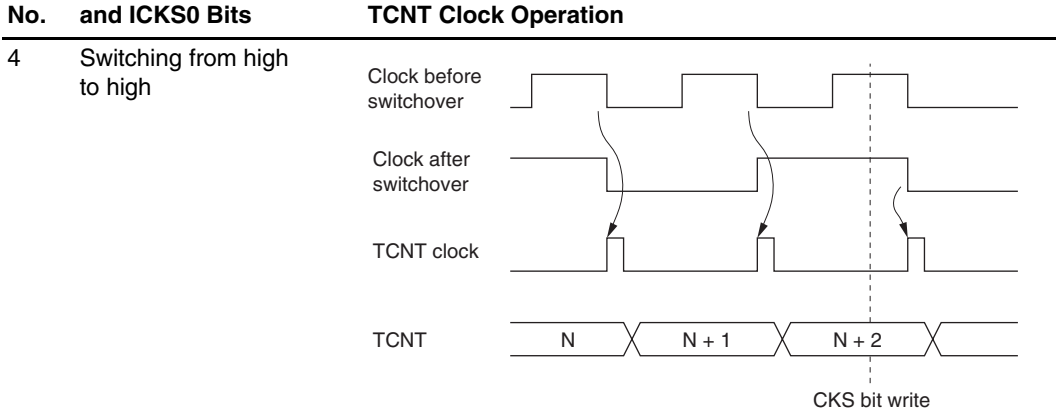 No. and ICKS0 Bits TCNT Clock Operation
4 Switching from high
to high
Clock before
switchover
Clock after
switchover
TCNT clock
TCNT N N + 1 N + 2
CKS bit write